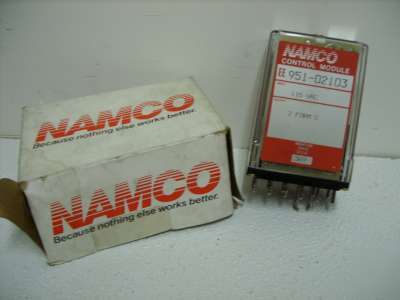 NAMCO
Because nothing else works better.
NAMCO
Because nothing else works better.
NAMCO
CONTROL MODULE
EE 951-02103
115 VAC
2 FORM C